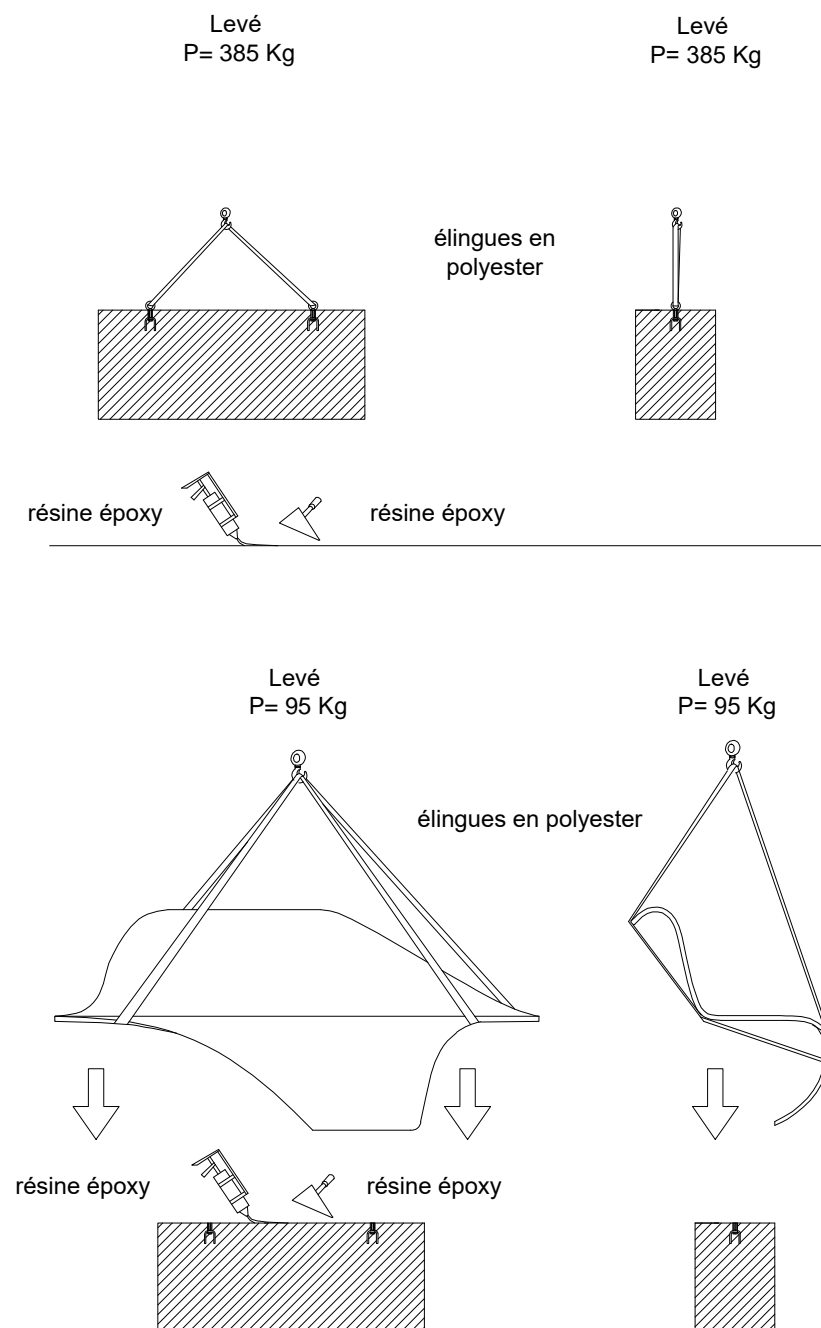 Levé
P= 385 Kg
Levé
P= 385 Kg
élingues en
polyester
résine époxy
résine époxy
Levé
P= 95 Kg
Levé
P= 95 Kg
élingues en polyester
résine époxy
résine époxy